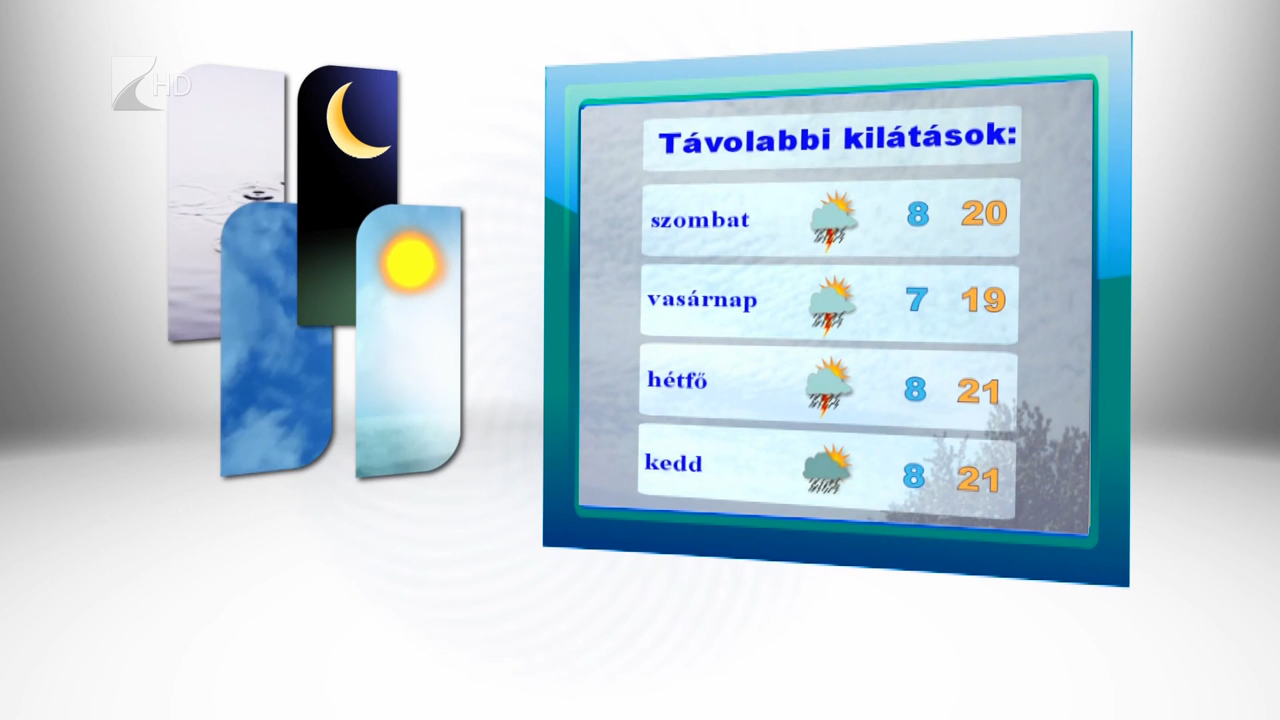 HD
Távolabbi kilátások:
szombat 8 20
vasárnap 7 19
hétfő 8 21
kedd 8 21